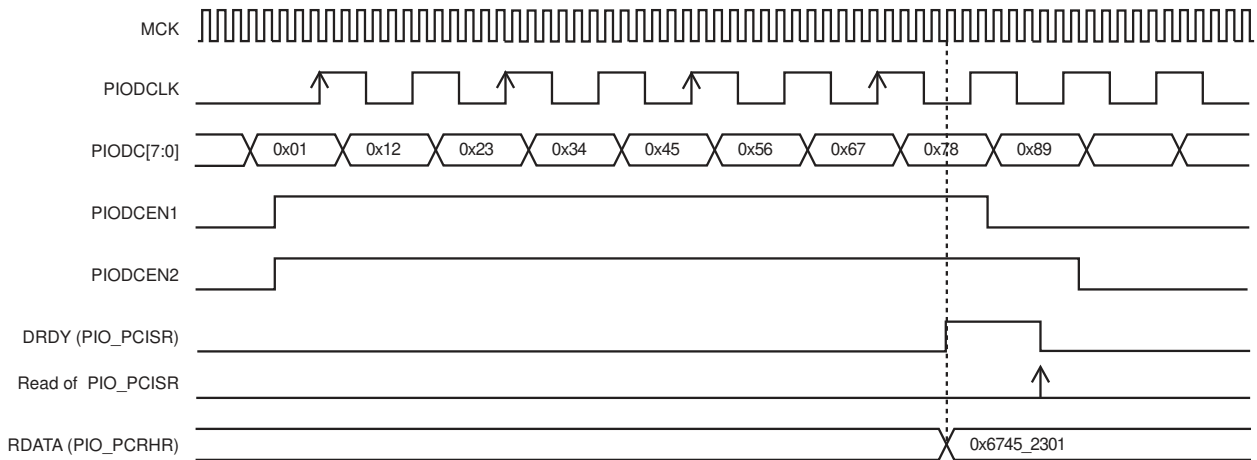 MCK
PIODCLK
PIODC[7:0] 0x01 0x12 0x23 0x34 0x45 0x56 0x67 0x78 0x89
PIODCEN1
PIODCEN2
DRDY (PIO_PCISR)
Read of PIO_PCISR
RDATA (PIO_PCRHR) 0x6745_2301